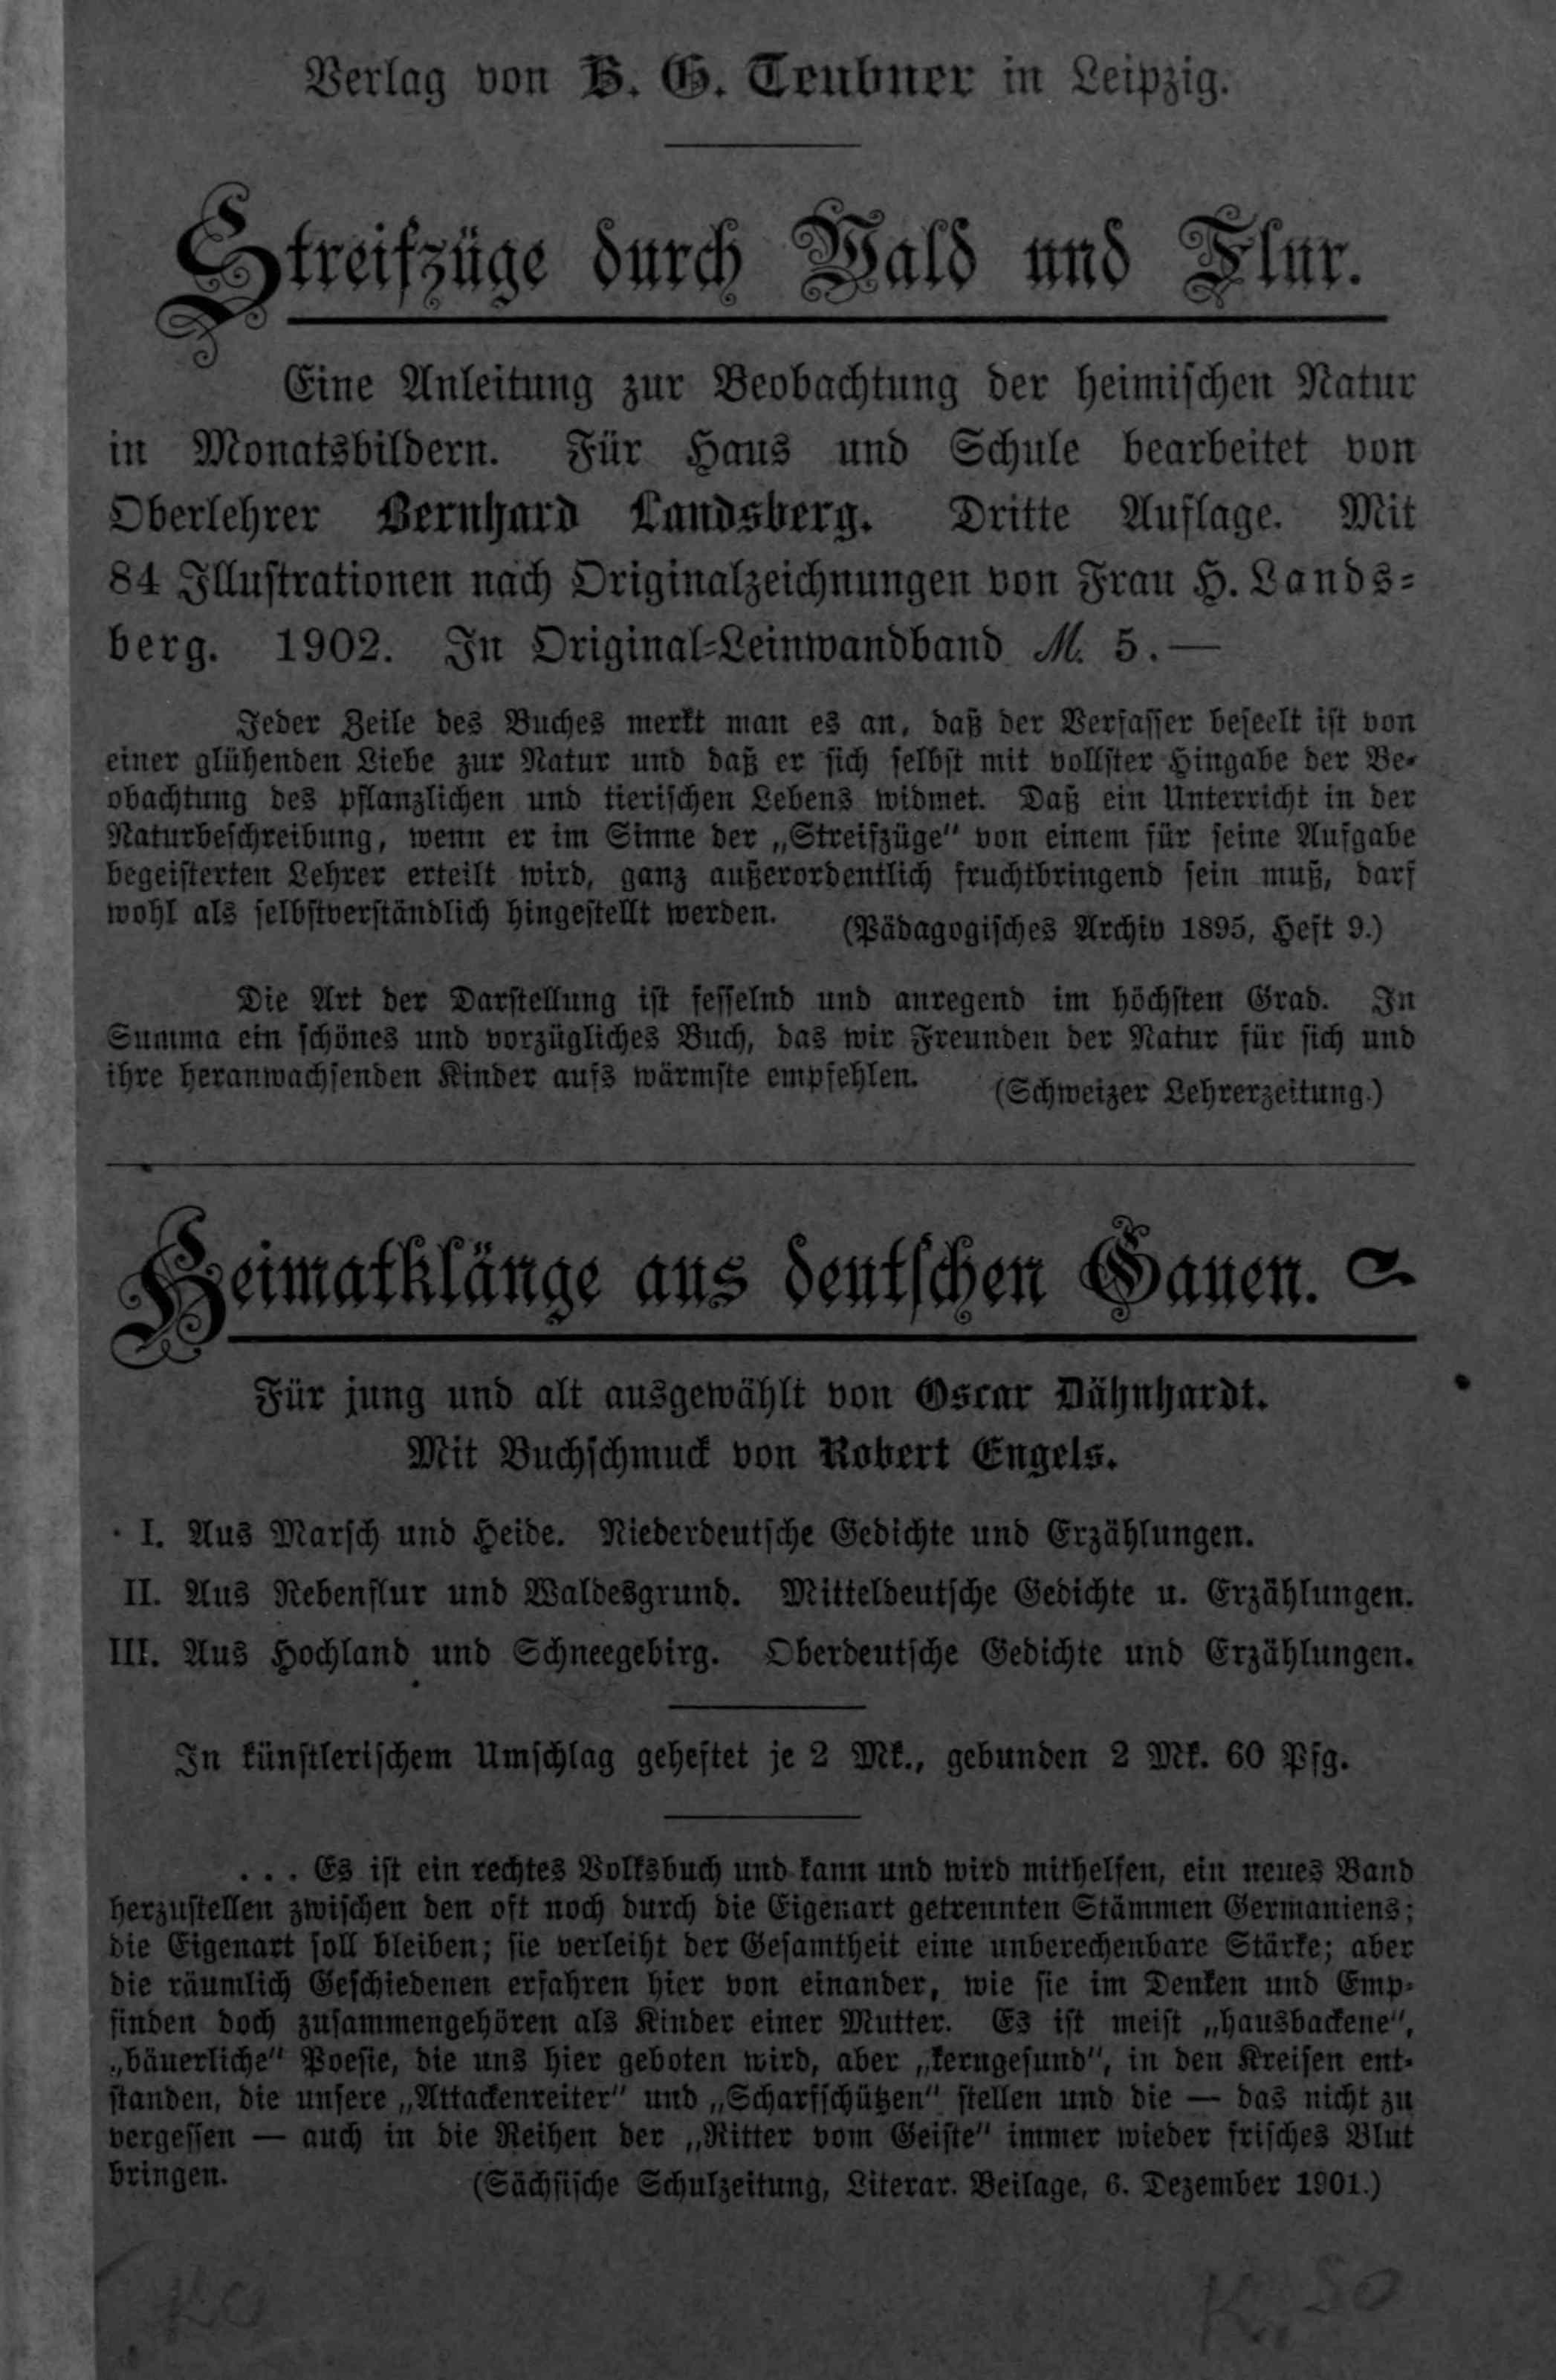 Verlag von B. G. Teubner in Leipzig.
Streifzüge durch Wald und Flur.
Eine Anleitung zur Beobachtung der heimischen Natur
in Monatsbildern. Für Haus und Schule bearbeitet von
Oberlehrer Bernhard Landsberg. Dritte Auflage. Mit
84 Illustrationen nach Originalzeichnungen von Frau H. Lands-
berg. 1902. In Original-Leinwandband M. 5.—
Jeder Zeile des Buches merkt man es an, daß der Verfasser beseelt ist von
einer glühenden Liebe zur Natur und daß er sich selbst mit vollster Hingabe der Be-
obachtung des pflanzlichen und tierischen Lebens widmet. Daß ein Unterricht in der
Naturbeschreibung, wenn er im Sinne der „Streifzüge“ von einem für seine Aufgabe
begeisterten Lehrer erteilt wird, ganz außerordentlich fruchtbringend sein muß, darf
wohl als selbstverständlich hingestellt werden. (Pädagogisches Archiv 1895, Heft 9.)
Die Art der Darstellung ist fesselnd und anregend im höchsten Grad. In
Summa ein schönes und vorzügliches Buch, das wir Freunden der Natur für sich und
ihre heranwachsenden Kinder aufs wärmste empfehlen. (Schweizer Lehrerzeitung.)
Heimatklänge aus deutschen Gauen.
Für jung und alt ausgewählt von Oscar Dähnhardt.
Mit Buchschmuck von Robert Engels.
I. Aus Marsch und Heide. Niederdeutsche Gedichte und Erzählungen.
II. Aus Rebenflur und Waldesgrund. Mitteldeutsche Gedichte u. Erzählungen.
III. Aus Hochland und Schneegebirg. Oberdeutsche Gedichte und Erzählungen.
In künstlerischem Umschlag geheftet je 2 Mk., gebunden 2 Mk. 60 Pfg.
. . . Es ist ein rechtes Volksbuch und kann und wird mithelfen, ein neues Band
herzustellen zwischen den oft noch durch die Eigenart getrennten Stämmen Germaniens;
die Eigenart soll bleiben; sie verleiht der Gesamtheit eine unberechenbare Stärke; aber
die räumlich Geschiedenen erfahren hier von einander, wie sie im Denken und Emp-
finden doch zusammengehören als Kinder einer Mutter. Es ist meist „hausbackene“,
„bäuerliche“ Poesie, die uns hier geboten wird, aber „kerngesund“, in den Kreisen ent-
standen, die unsere „Attackenreiter“ und „Scharfschützen“ stellen und die — das nicht zu
vergessen — auch in die Reihen der „Ritter vom Geiste“ immer wieder frisches Blut
bringen. (Sächsische Schulzeitung, Literar. Beilage, 6. Dezember 1901.)